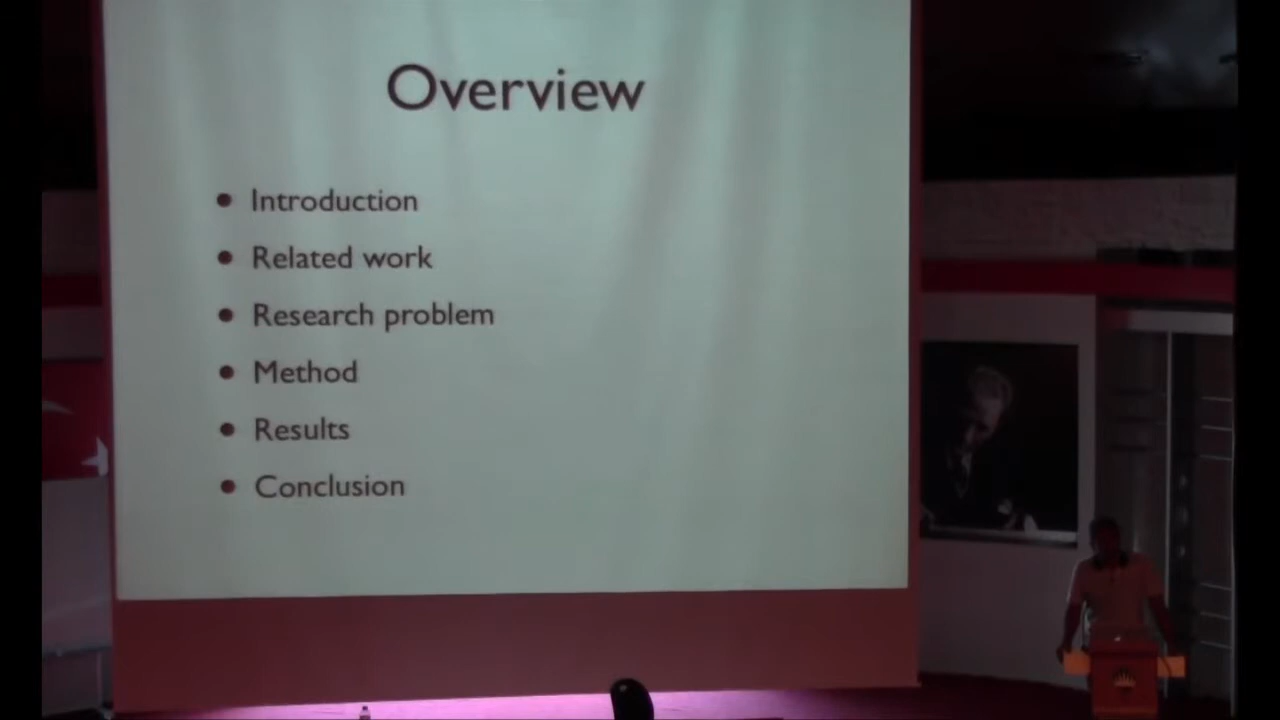 Overview
• Introduction
• Related work
• Research problem
• Method
• Results
• Conclusion